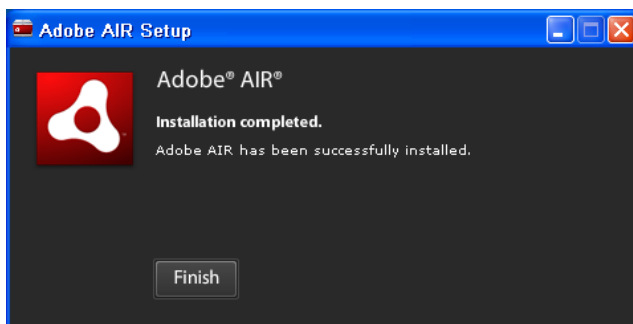 Adobe AIR Setup
Adobe® AIR®
Installation completed.
Adobe AIR has been successfully installed.
Finish